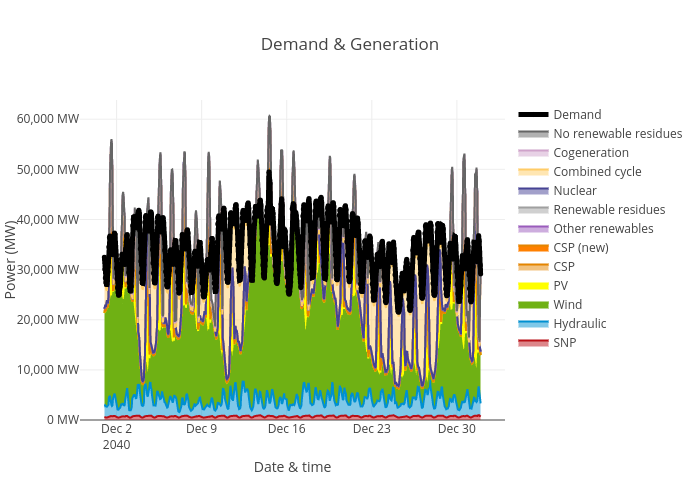 Demand & Generation
60,000 MW
50,000 MW
40,000 MW
30,000 MW
20,000 MW
10,000 MW
0 MW
Power (MW)
Dec 2
2040
Dec 9
Dec 16
Dec 23
Dec 30
Date & time
Demand
No renewable residues
Cogeneration
Combined cycle
Nuclear
Renewable residues
Other renewables
CSP (new)
CSP
PV
Wind
Hydraulic
SNP